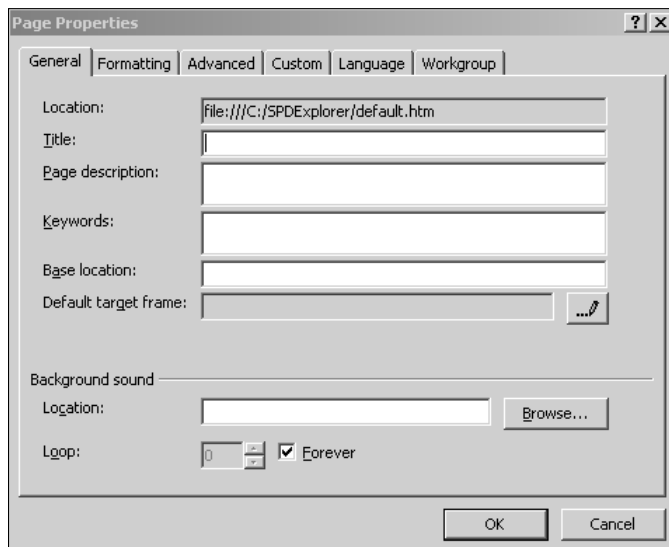 Page Properties
General Formatting Advanced Custom Language Workgroup
Location: file:///C:/SPDExplorer/default.htm
Title:
Page description:
Keywords:
Base location:
Default target frame: ...
Background sound
Location: Browse...
Loop: 0 Forever
OK Cancel